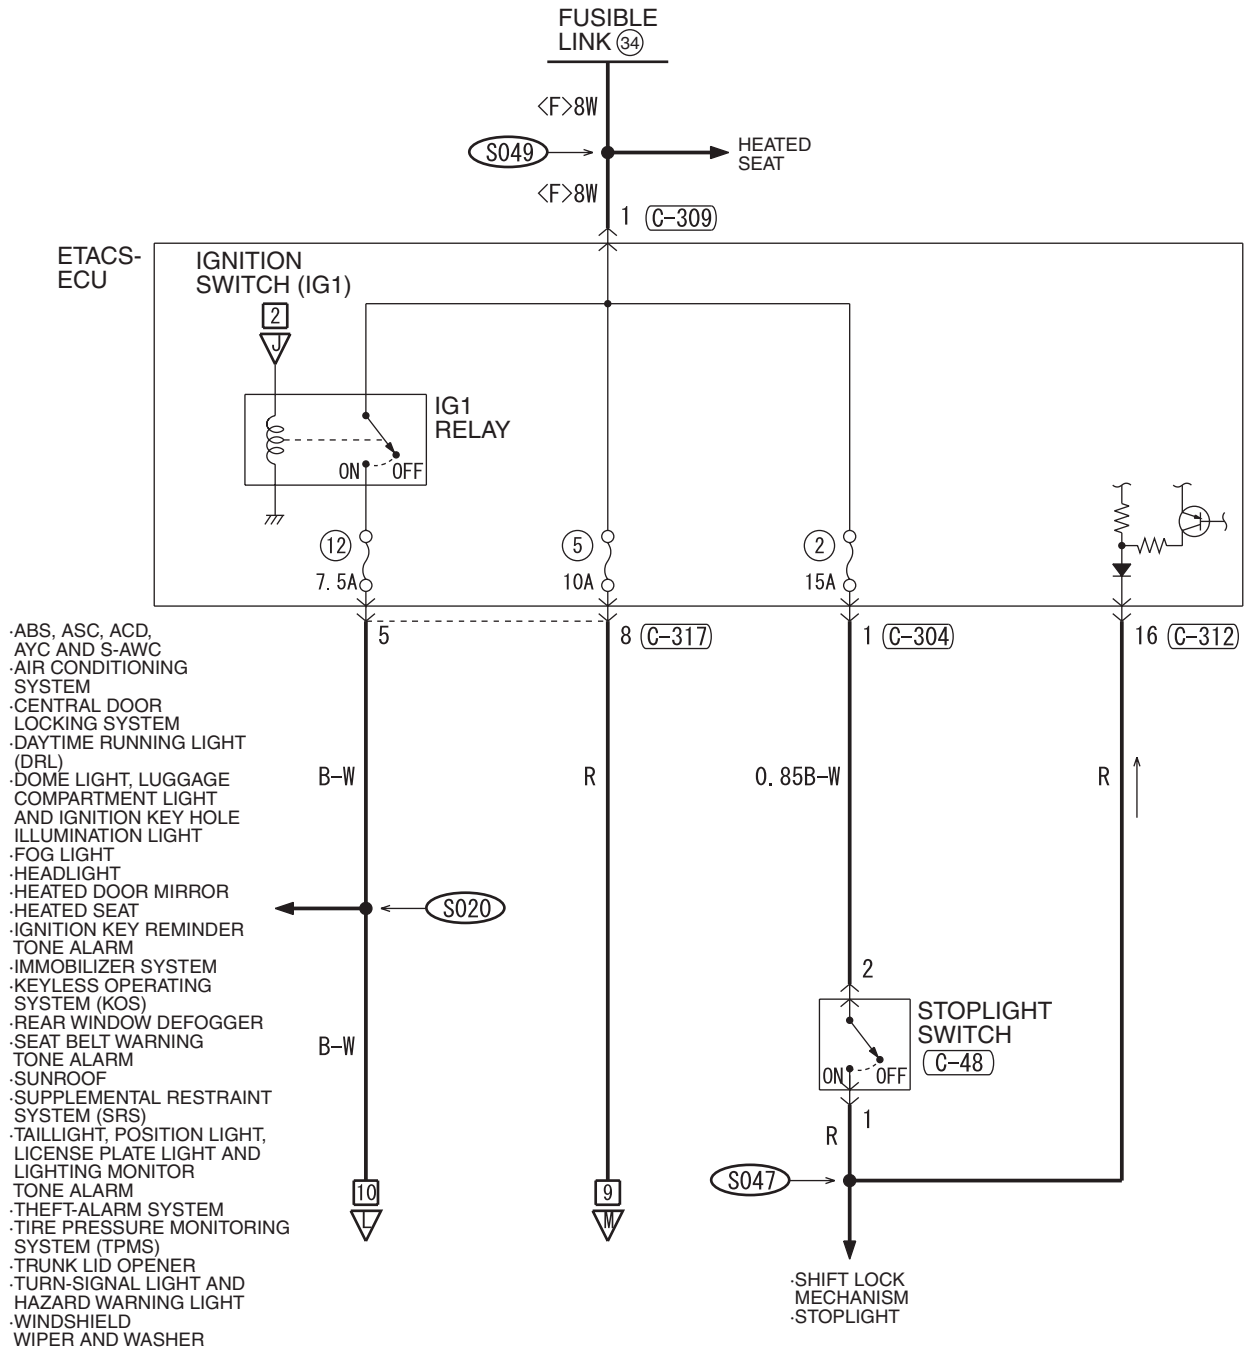 FUSIBLE
LINK 34
<F>8W
S049
HEATED
SEAT
<F>8W
1 C-309
ETACS-
ECU
IGNITION
SWITCH (IG1)
2
J
IG1
RELAY
ON OFF
12
7.5A
5
10A
2
15A
5
8 C-317
1 C-304
16 C-312
·ABS, ASC, ACD,
AYC AND S-AWC
·AIR CONDITIONING
SYSTEM
·CENTRAL DOOR
LOCKING SYSTEM
·DAYTIME RUNNING LIGHT
(DRL)
·DOME LIGHT, LUGGAGE
COMPARTMENT LIGHT
AND IGNITION KEY HOLE
ILLUMINATION LIGHT
·FOG LIGHT
·HEADLIGHT
·HEATED DOOR MIRROR
·HEATED SEAT
·IGNITION KEY REMINDER
TONE ALARM
·IMMOBILIZER SYSTEM
·KEYLESS OPERATING
SYSTEM (KOS)
·REAR WINDOW DEFOGGER
·SEAT BELT WARNING
TONE ALARM
·SUNROOF
·SUPPLEMENTAL RESTRAINT
SYSTEM (SRS)
·TAILLIGHT, POSITION LIGHT,
LICENSE PLATE LIGHT AND
LIGHTING MONITOR
TONE ALARM
·THEFT-ALARM SYSTEM
·TIRE PRESSURE MONITORING
SYSTEM (TPMS)
·TRUNK LID OPENER
·TURN-SIGNAL LIGHT AND
HAZARD WARNING LIGHT
·WINDSHIELD
WIPER AND WASHER
B-W
R
0.85B-W
R
S020
B-W
2
STOPLIGHT
SWITCH
C-48
ON OFF
1
R
S047
10
L
9
M
·SHIFT LOCK
MECHANISM
·STOPLIGHT